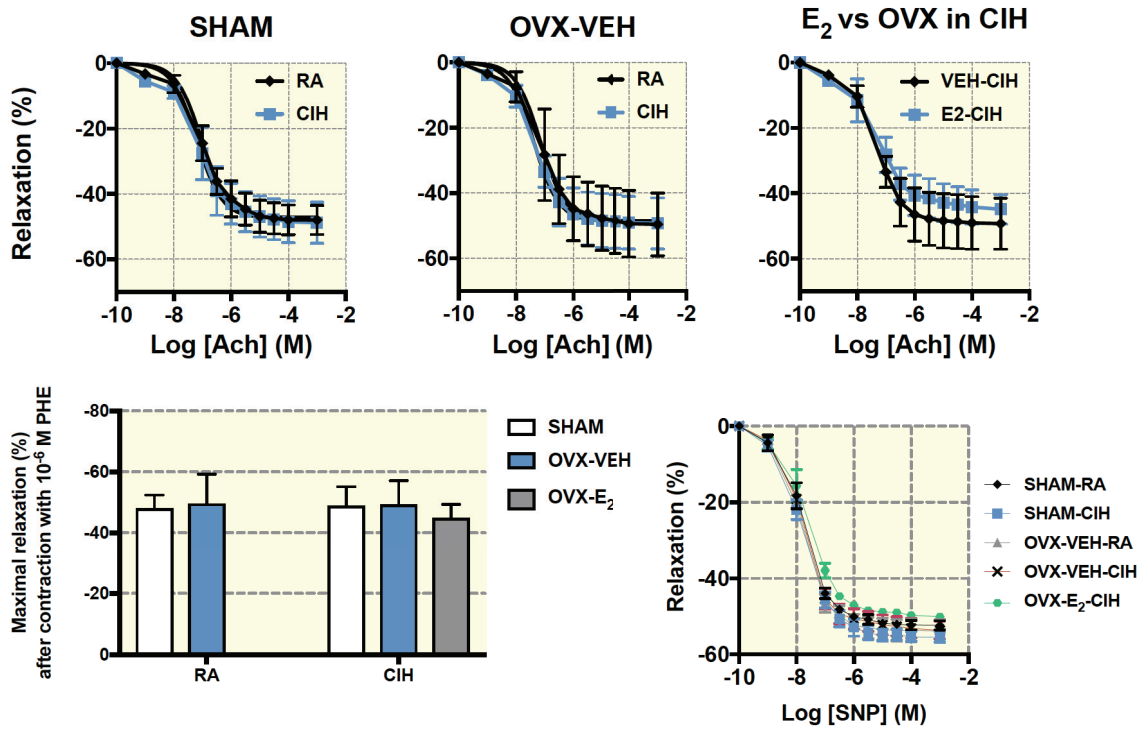 SHAM
Relaxation (%)
0
-20
-40
-60
RA
CIH
-10 -8 -6 -4 -2
Log [Ach] (M)
OVX-VEH
0
-20
-40
-60
RA
CIH
-10 -8 -6 -4 -2
Log [Ach] (M)
E2 vs OVX in CIH
0
-20
-40
-60
VEH-CIH
E2-CIH
-10 -8 -6 -4 -2
Log [Ach] (M)
Maximal relaxation (%)
after contraction with 10-6 M PHE
-80
-60
-40
-20
0
RA CIH
SHAM
OVX-VEH
OVX-E2
Relaxation (%)
0
-20
-40
-60
-10 -8 -6 -4 -2
Log [SNP] (M)
SHAM-RA
SHAM-CIH
OVX-VEH-RA
OVX-VEH-CIH
OVX-E2-CIH